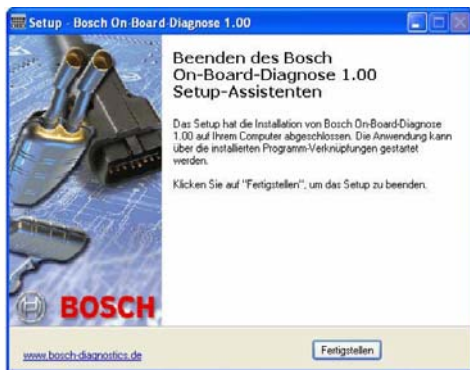 Setup - Bosch On-Board-Diagnose 1.00
Beenden des Bosch
On-Board-Diagnose 1.00
Setup-Assistenten
Das Setup hat die Installation von Bosch On-Board-Diagnose
1.00 auf Ihrem Computer abgeschlossen. Die Anwendung kann
über die installierten Programm-Verknüpfungen gestartet
werden.
Klicken Sie auf "Fertigstellen", um das Setup zu beenden.
BOSCH
www.bosch-diagnostics.de
Fertigstellen